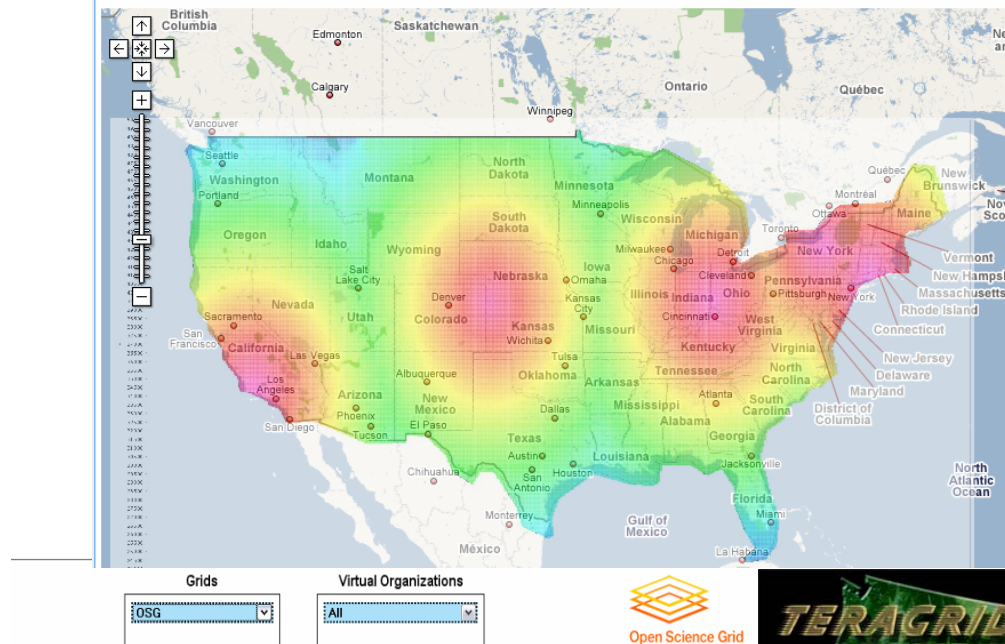 British
Columbia
Saskatchewan
Edmonton
Calgary
Ontario
Québec
Winnipeg
Vancouver
Seattle
Washington
Portland
Montana
North
Dakota
Minnesota
Minneapolis
Québec
New
Brunswick
Montréal
Ottawa
Maine
Toronto
Oregon
Idaho
Wyoming
South
Dakota
Wisconsin
Michigan
Milwaukee
Detroit
New York
Vermont
New Hampshire
Massachusetts
Rhode Island
Connecticut
New Jersey
Delaware
Maryland
District of
Columbia
Salt
Lake City
Nebraska
Iowa
Omaha
Chicago
Cleveland
Pennsylvania
Pittsburgh
New York
Nevada
Utah
Denver
Colorado
Kansas
City
Illinois
Indiana
Ohio
Cincinnati
West
Virginia
Sacramento
San
Francisco
California
Las Vegas
Kansas
Wichita
Missouri
Kentucky
Virginia
Los
Angeles
San Diego
Arizona
Phoenix
Tucson
Albuquerque
New
Mexico
El Paso
Tulsa
Oklahoma
Arkansas
Tennessee
North
Carolina
South
Carolina
Atlanta
Mississippi
Alabama
Georgia
Dallas
Texas
Austin
San
Antonio
Houston
Louisiana
Jacksonville
Florida
Miami
Chihuahua
Monterrey
México
Gulf of
Mexico
La Habana
North
Atlantic
Ocean
Grids
Virtual Organizations
OSG
All
Open Science Grid
TERAGRID